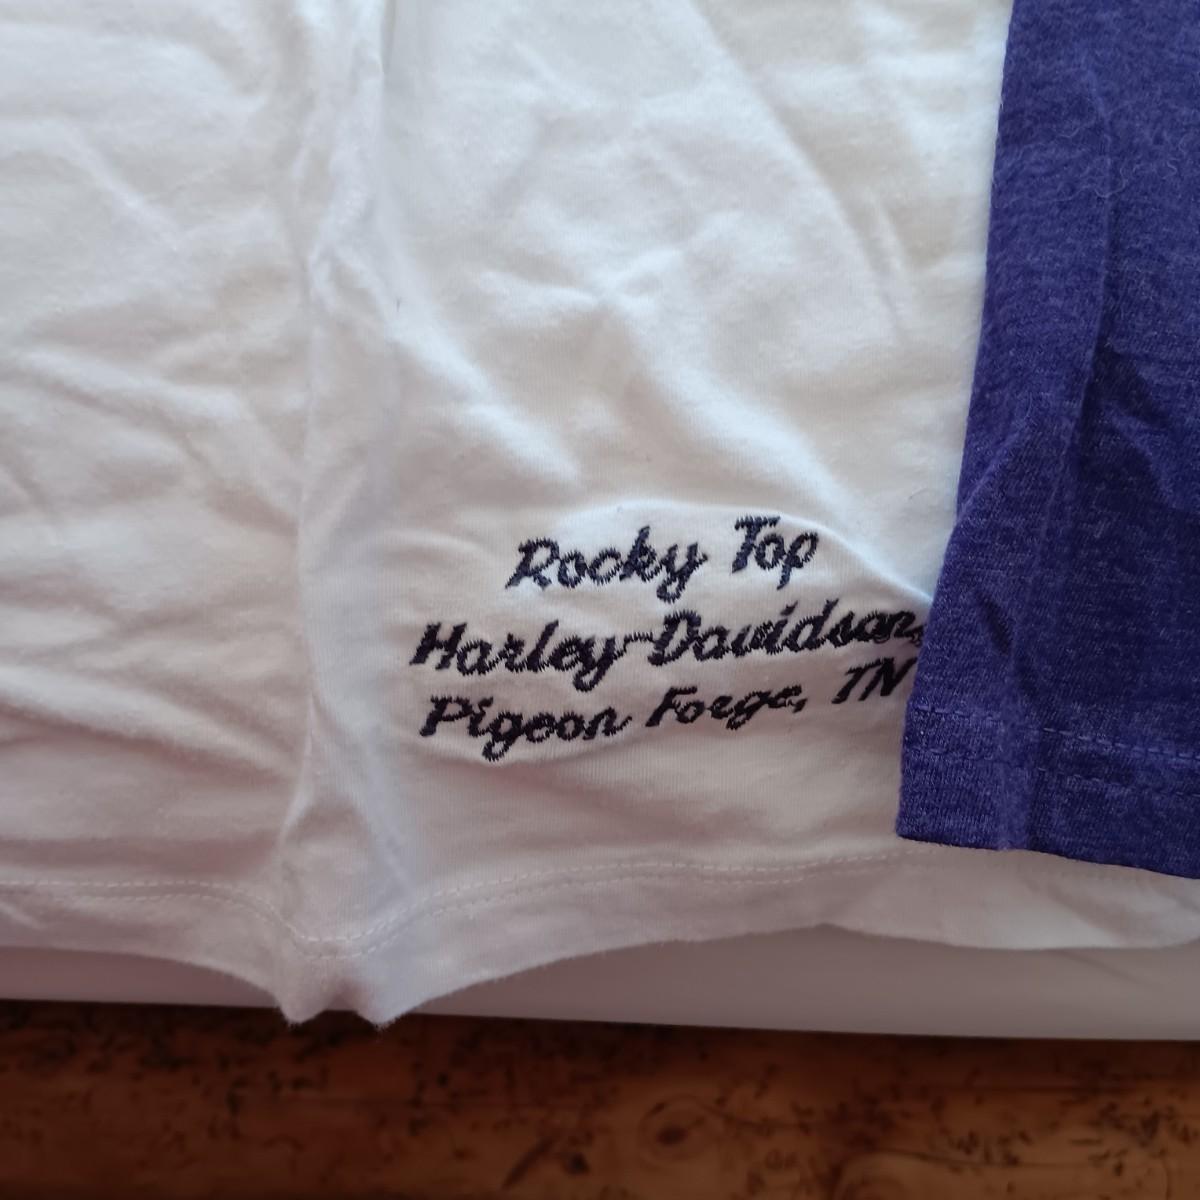 Rocky Top
Harley-Davidson,
Pigeon Forge, TN